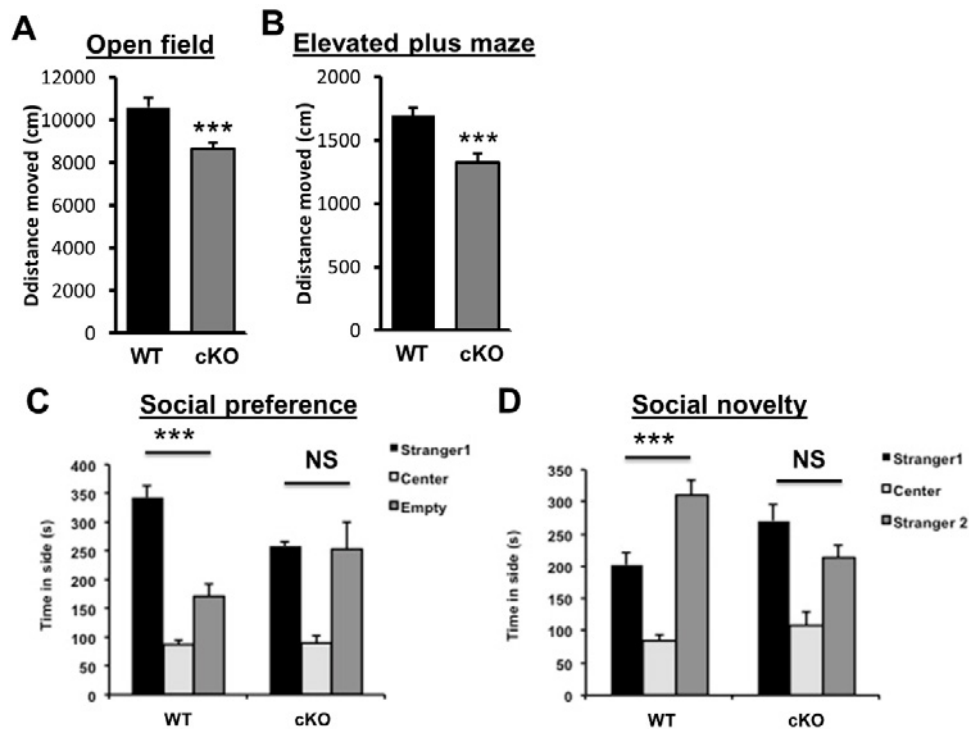 A
Open field
Ddistance moved (cm)
12000
10000
8000
6000
4000
2000
0
***
WT cKO
B
Elevated plus maze
Ddistance moved (cm)
2000
1500
1000
500
0
***
WT cKO
C
Social preference
***
NS
Time in side (s)
400
350
300
250
200
150
100
50
0
WT cKO
Stranger1
Center
Empty
D
Social novelty
***
NS
Time in side (s)
350
300
250
200
150
100
50
0
WT cKO
Stranger1
Center
Stranger 2